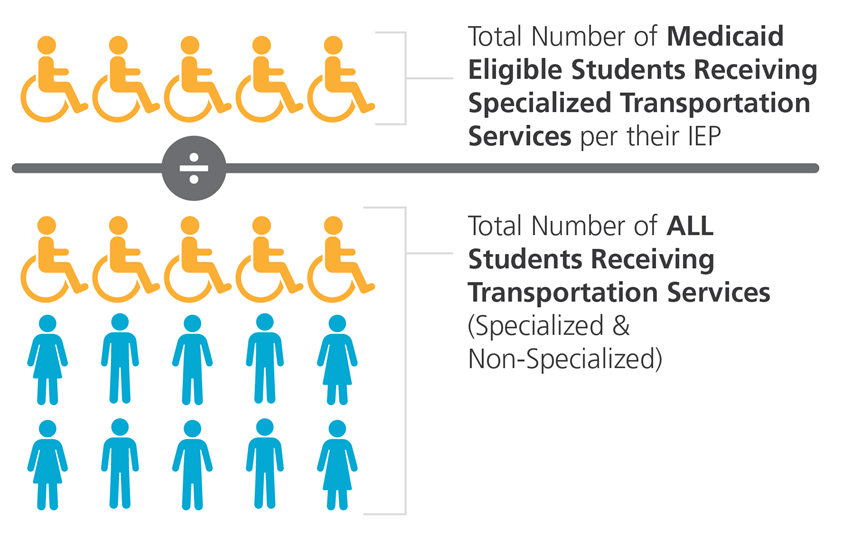 Total Number of Medicaid
Eligible Students Receiving
Specialized Transportation
Services per their IEP
÷
Total Number of ALL
Students Receiving
Transportation Services
(Specialized &
Non-Specialized)